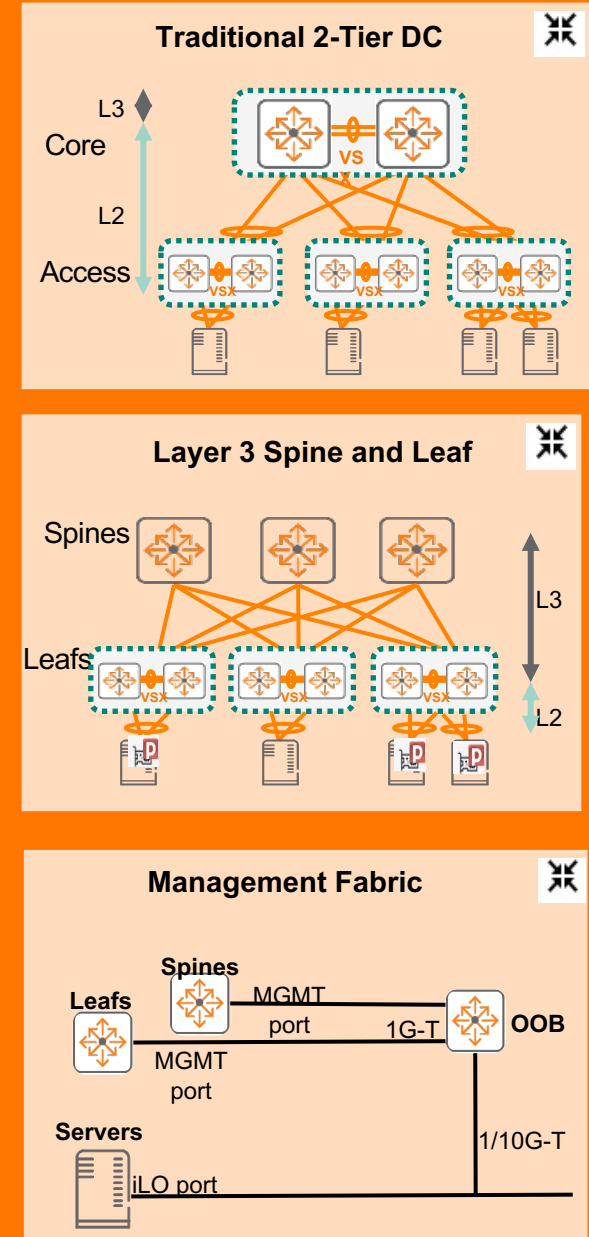 Traditional 2-Tier DC
L3
Core
VS
X
L2
Access
VSX
VSX
VSX
Layer 3 Spine and Leaf
Spines
L3
Leafs
VSX
VSX
VSX
P
P
P
L2
Management Fabric
Spines
Leafs
MGMT
port
1G-T
OOB
MGMT
port
Servers
1/10G-T
iLO port